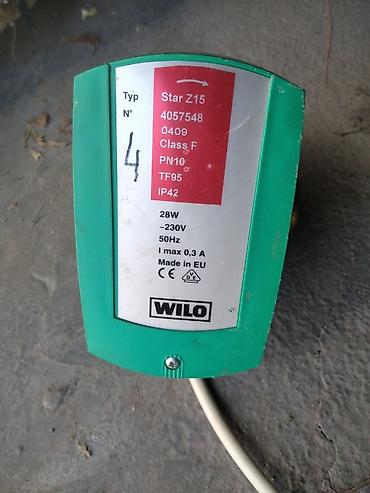 Typ Star Z15
N° 4057548
0409
Class F
4 PN10
TF95
IP42
28W
~230V
50Hz
I max 0,3 A
Made in EU
CE VDE
WILO